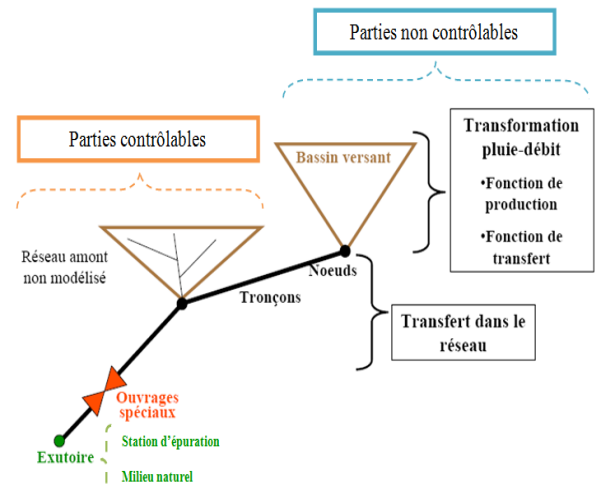 Parties non contrôlables
Parties contrôlables
Transformation
pluie-débit
•Fonction de
production
•Fonction de
transfert
Bassin versant
Réseau amont
non modélisé
Noeuds
Tronçons
Transfert dans le
réseau
Ouvrages
spéciaux
Station d'épuration
Exutoire
Milieu naturel